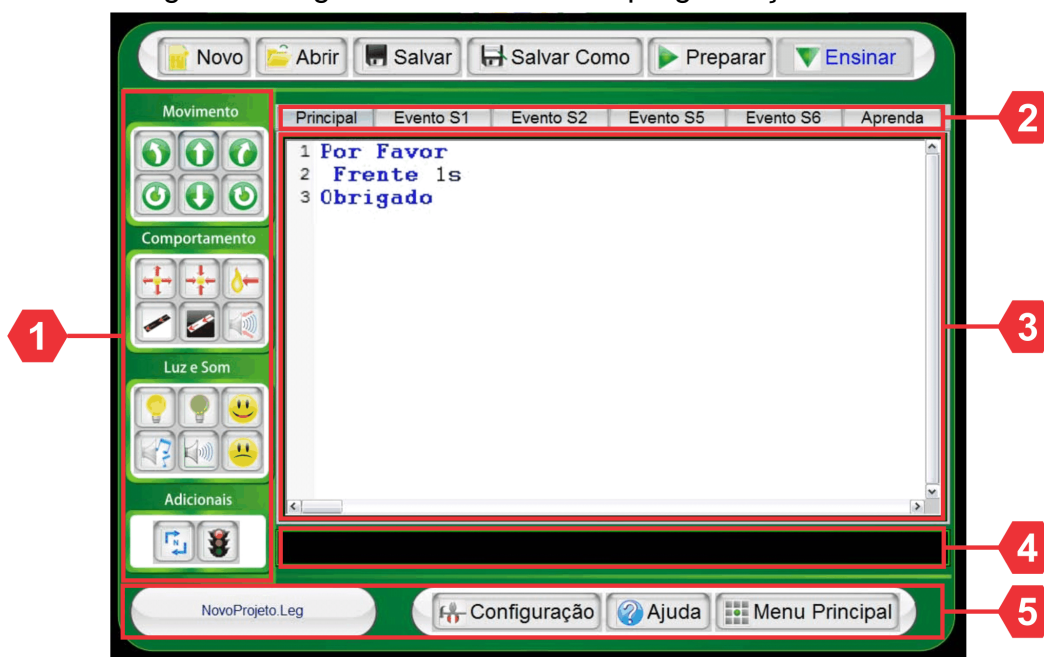 Novo Abrir Salvar Salvar Como Preparar Ensinar
Movimento
Principal Evento S1 Evento S2 Evento S5 Evento S6 Aprenda
2
1 Por Favor
2 Frente 1s
3 Obrigado
Comportamento
1
3
Luz e Som
Adicionais
N
4
NovoProjeto.Leg Configuração Ajuda Menu Principal
5